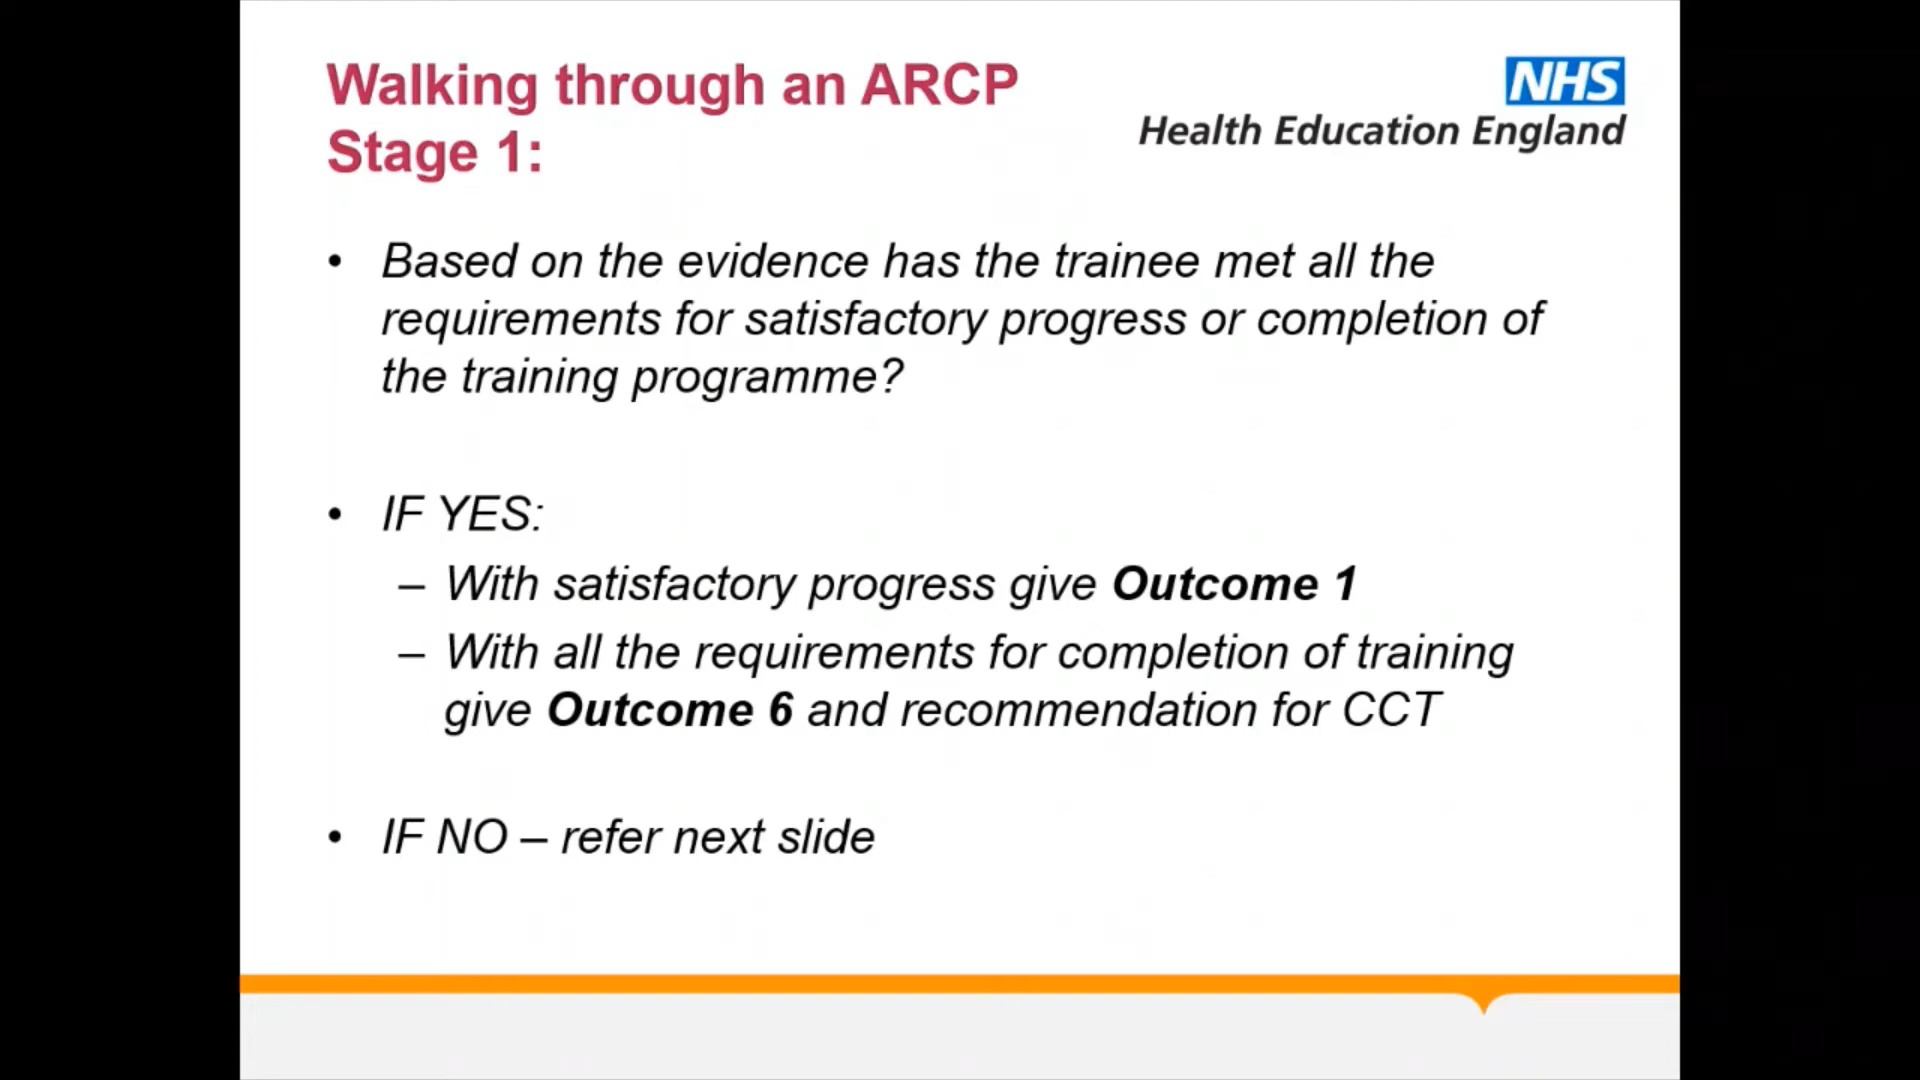 Walking through an ARCP
Stage 1:
NHS
Health Education England
• Based on the evidence has the trainee met all the
requirements for satisfactory progress or completion of
the training programme?
• IF YES:
– With satisfactory progress give Outcome 1
– With all the requirements for completion of training
give Outcome 6 and recommendation for CCT
• IF NO – refer next slide